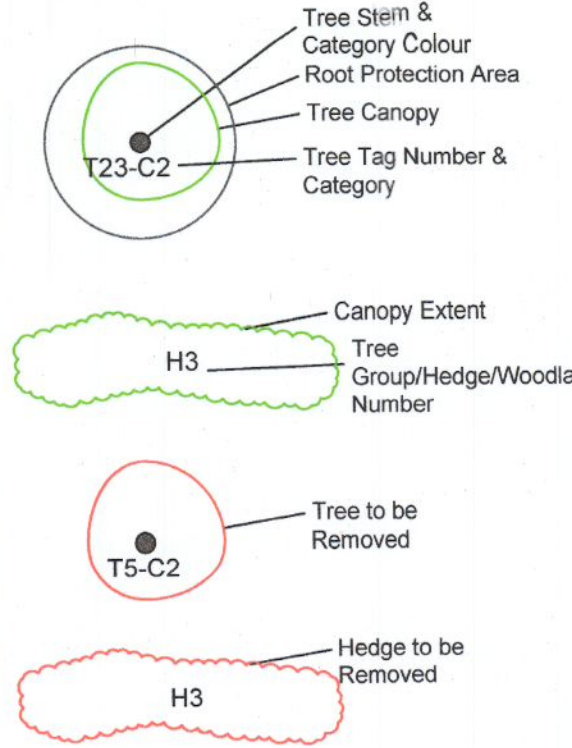 Tree Stem &
Category Colour
Root Protection Area
Tree Canopy
T23-C2
Tree Tag Number &
Category
Canopy Extent
H3
Tree
Group/Hedge/Woodla
Number
Tree to be
Removed
T5-C2
Hedge to be
Removed
H3